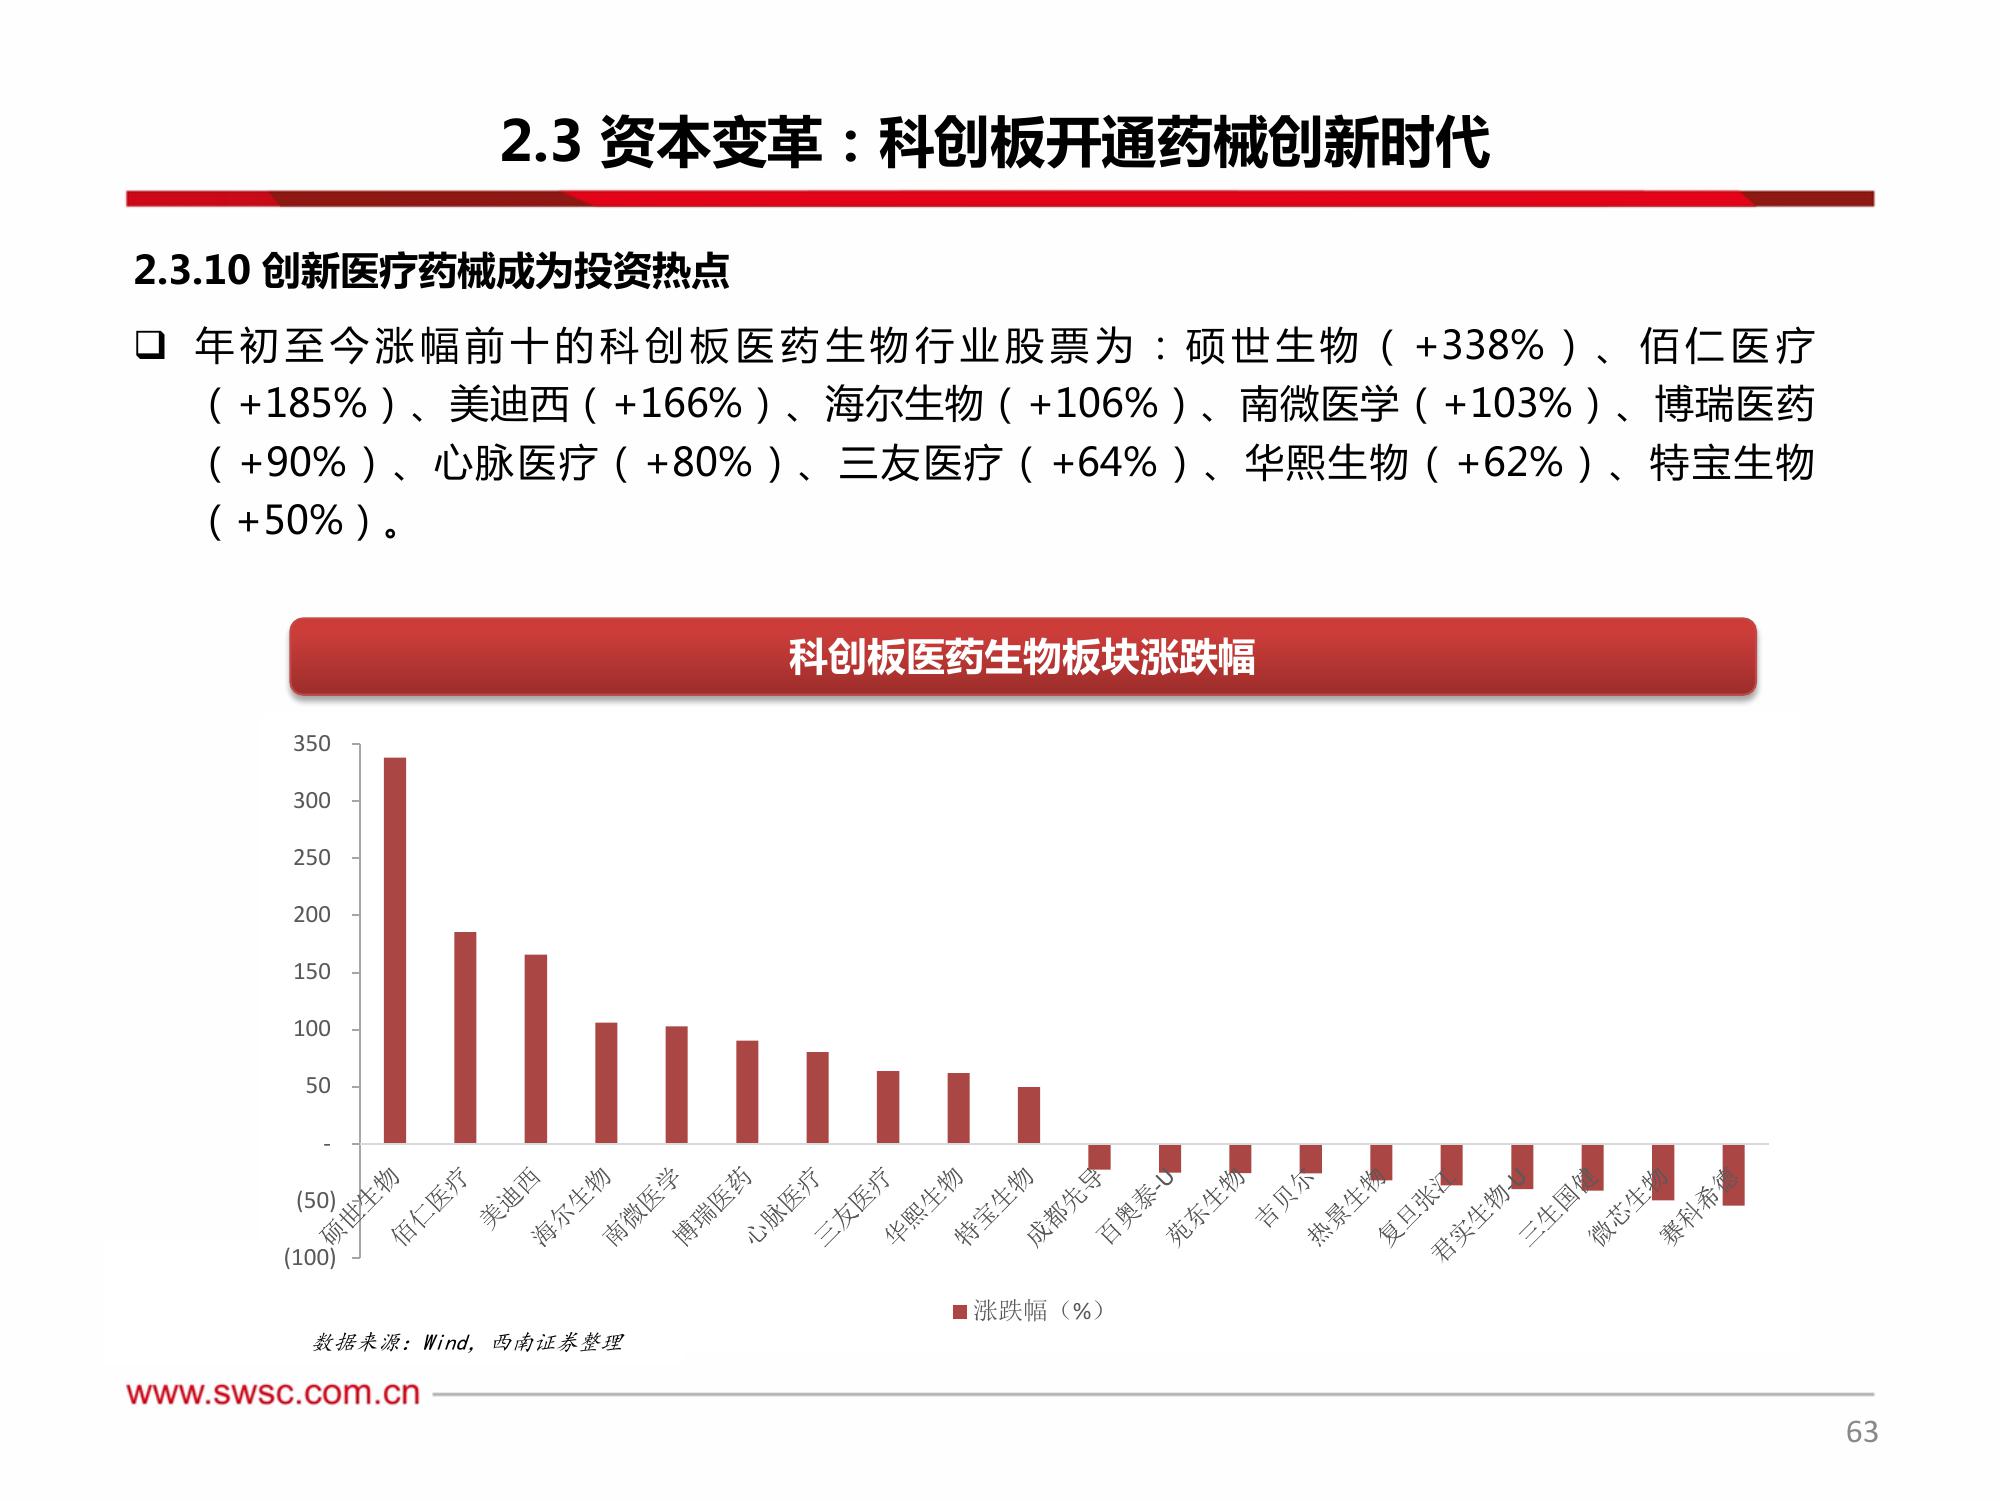 2.3 资本变革：科创板开通药械创新时代
2.3.10 创新医疗药械成为投资热点
❑ 年初至今涨幅前十的科创板医药生物行业股票为：硕世生物（+338%）、佰仁医疗
（+185%）、美迪西（+166%）、海尔生物（+106%）、南微医学（+103%）、博瑞医药
（+90%）、心脉医疗（+80%）、三友医疗（+64%）、华熙生物（+62%）、特宝生物
（+50%）。
科创板医药生物板块涨跌幅
350
300
250
200
150
100
50
-
(50)
(100)
硕世生物
佰仁医疗
美迪西
海尔生物
南微医学
博瑞医药
心脉医疗
三友医疗
华熙生物
特宝生物
成都先导
百奥泰-U
苑东生物
吉贝尔
热景生物
复旦张江
君实生物-U
三生国健
微芯生物
赛科希德
涨跌幅（%）
数据来源：Wind，西南证券整理
www.swsc.com.cn
63